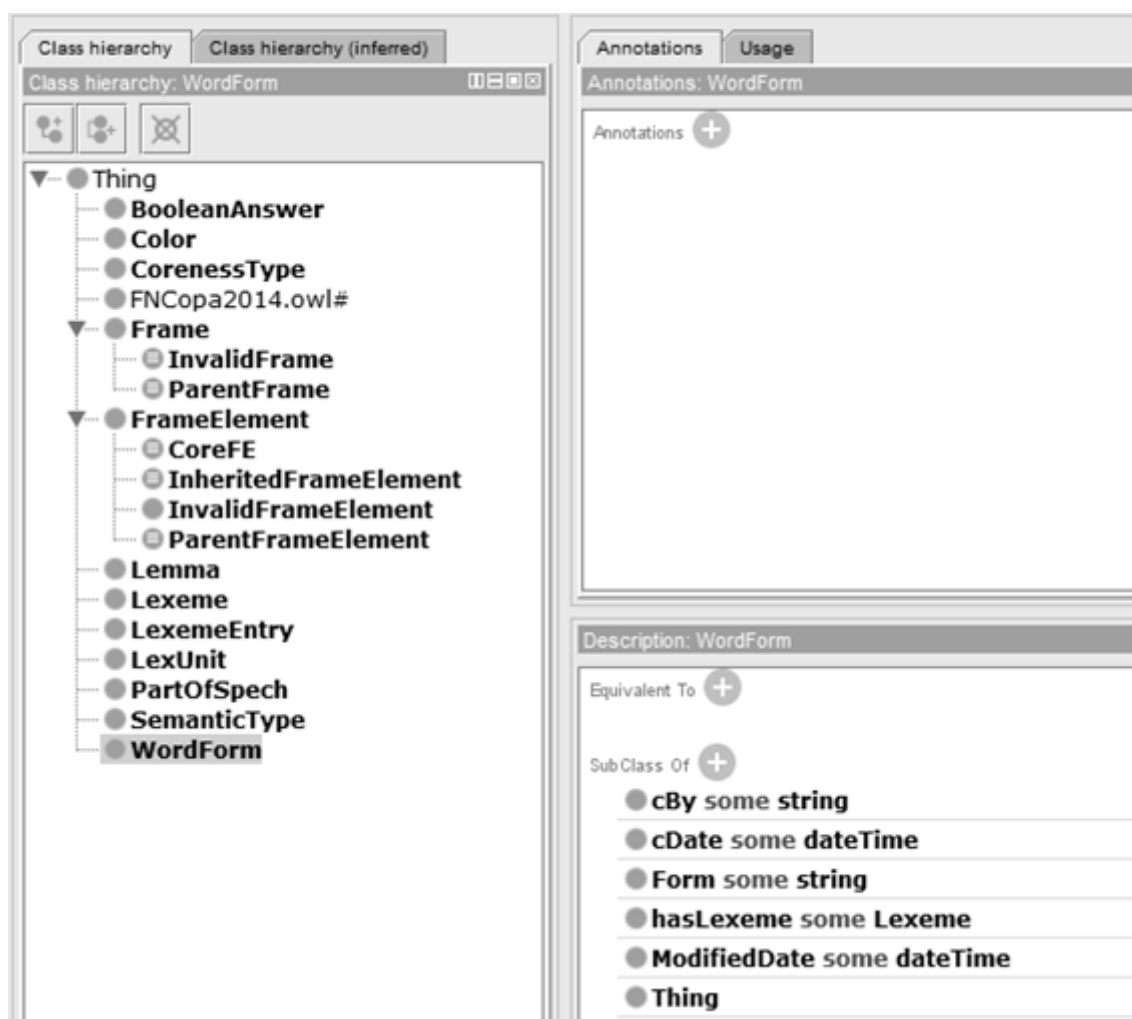 Class hierarchy
Class hierarchy (inferred)
Class hierarchy: WordForm
Thing
BooleanAnswer
Color
CorenessType
FNCopa2014.owl#
Frame
InvalidFrame
ParentFrame
FrameElement
CoreFE
InheritedFrameElement
InvalidFrameElement
ParentFrameElement
Lemma
Lexeme
LexemeEntry
LexUnit
PartOfSpech
SemanticType
WordForm
Annotations
Usage
Annotations: WordForm
Annotations
Description: WordForm
Equivalent To
SubClass Of
cBy some string
cDate some dateTime
Form some string
hasLexeme some Lexeme
ModifiedDate some dateTime
Thing